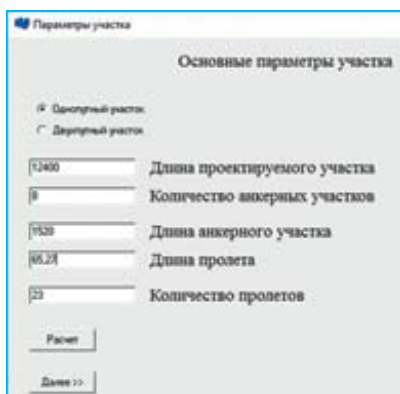 Параметры участка
Основные параметры участка
Однопутный участок
Двухпутный участок
12400 Длина проектируемого участка
8 Количество анкерных участков
1520 Длина анкерного участка
65,27 Длина пролета
23 Количество пролетов
Расчет
Далее >>